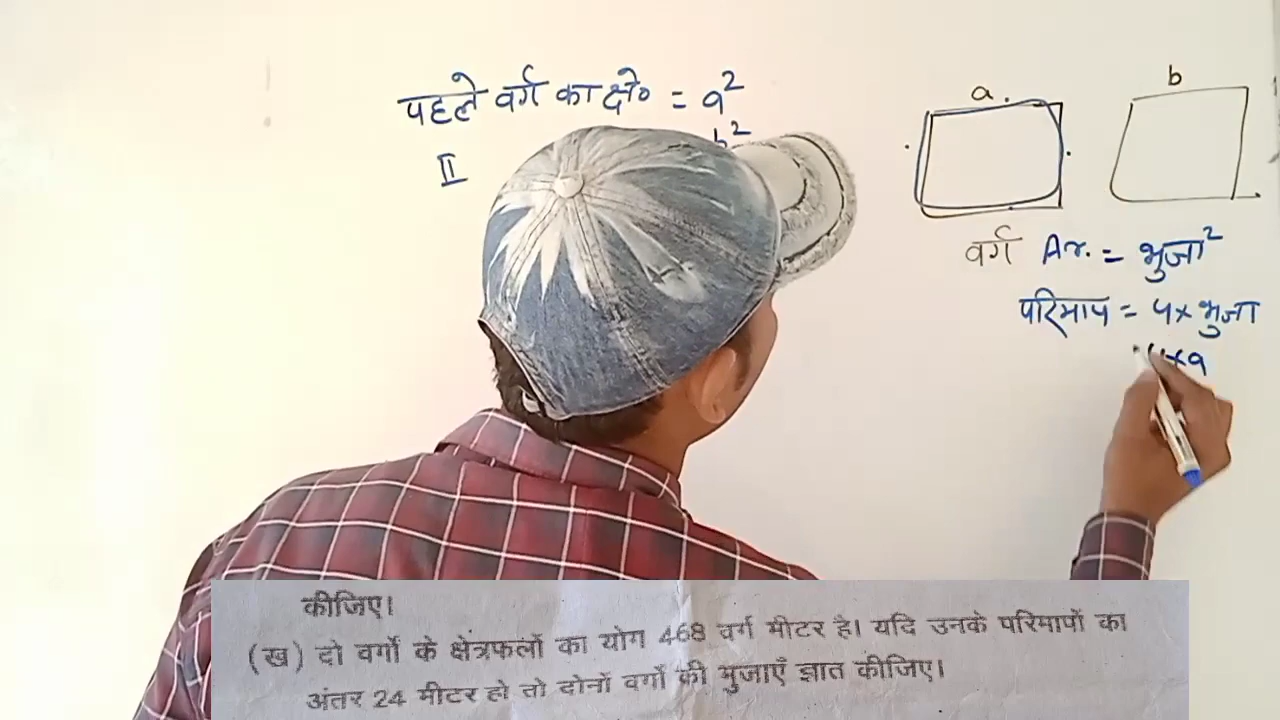 पहले वर्ग का क्षे० = a²
II b²
a
b
वर्ग Ar. = भुजा²
परिमाप = 4 × भुजा
4×a
कीजिए।
(ख) दो वर्गों के क्षेत्रफलों का योग 468 वर्ग मीटर है। यदि उनके परिमापों का
अंतर 24 मीटर हो तो दोनों वर्गों की भुजाएँ ज्ञात कीजिए।